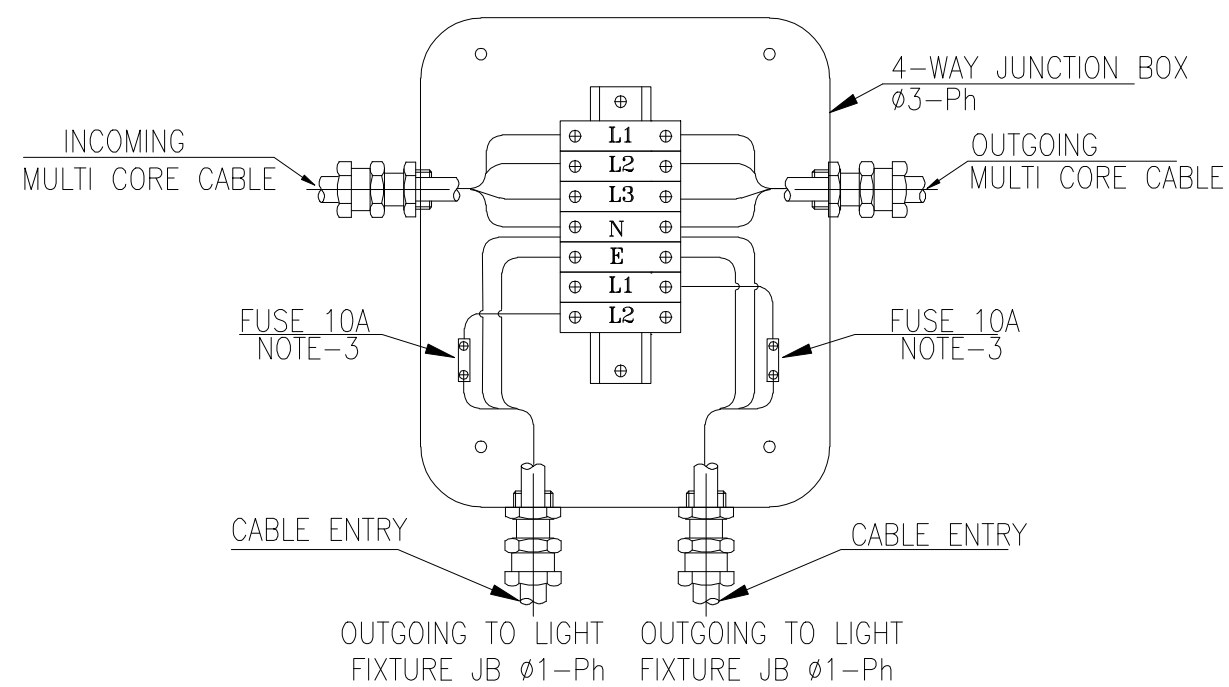 4-WAY JUNCTION BOX
ø3-Ph
INCOMING
MULTI CORE CABLE
OUTGOING
MULTI CORE CABLE
L1
L2
L3
N
E
L1
L2
FUSE 10A
NOTE-3
FUSE 10A
NOTE-3
CABLE ENTRY
CABLE ENTRY
OUTGOING TO LIGHT
FIXTURE JB ø1-Ph
OUTGOING TO LIGHT
FIXTURE JB ø1-Ph